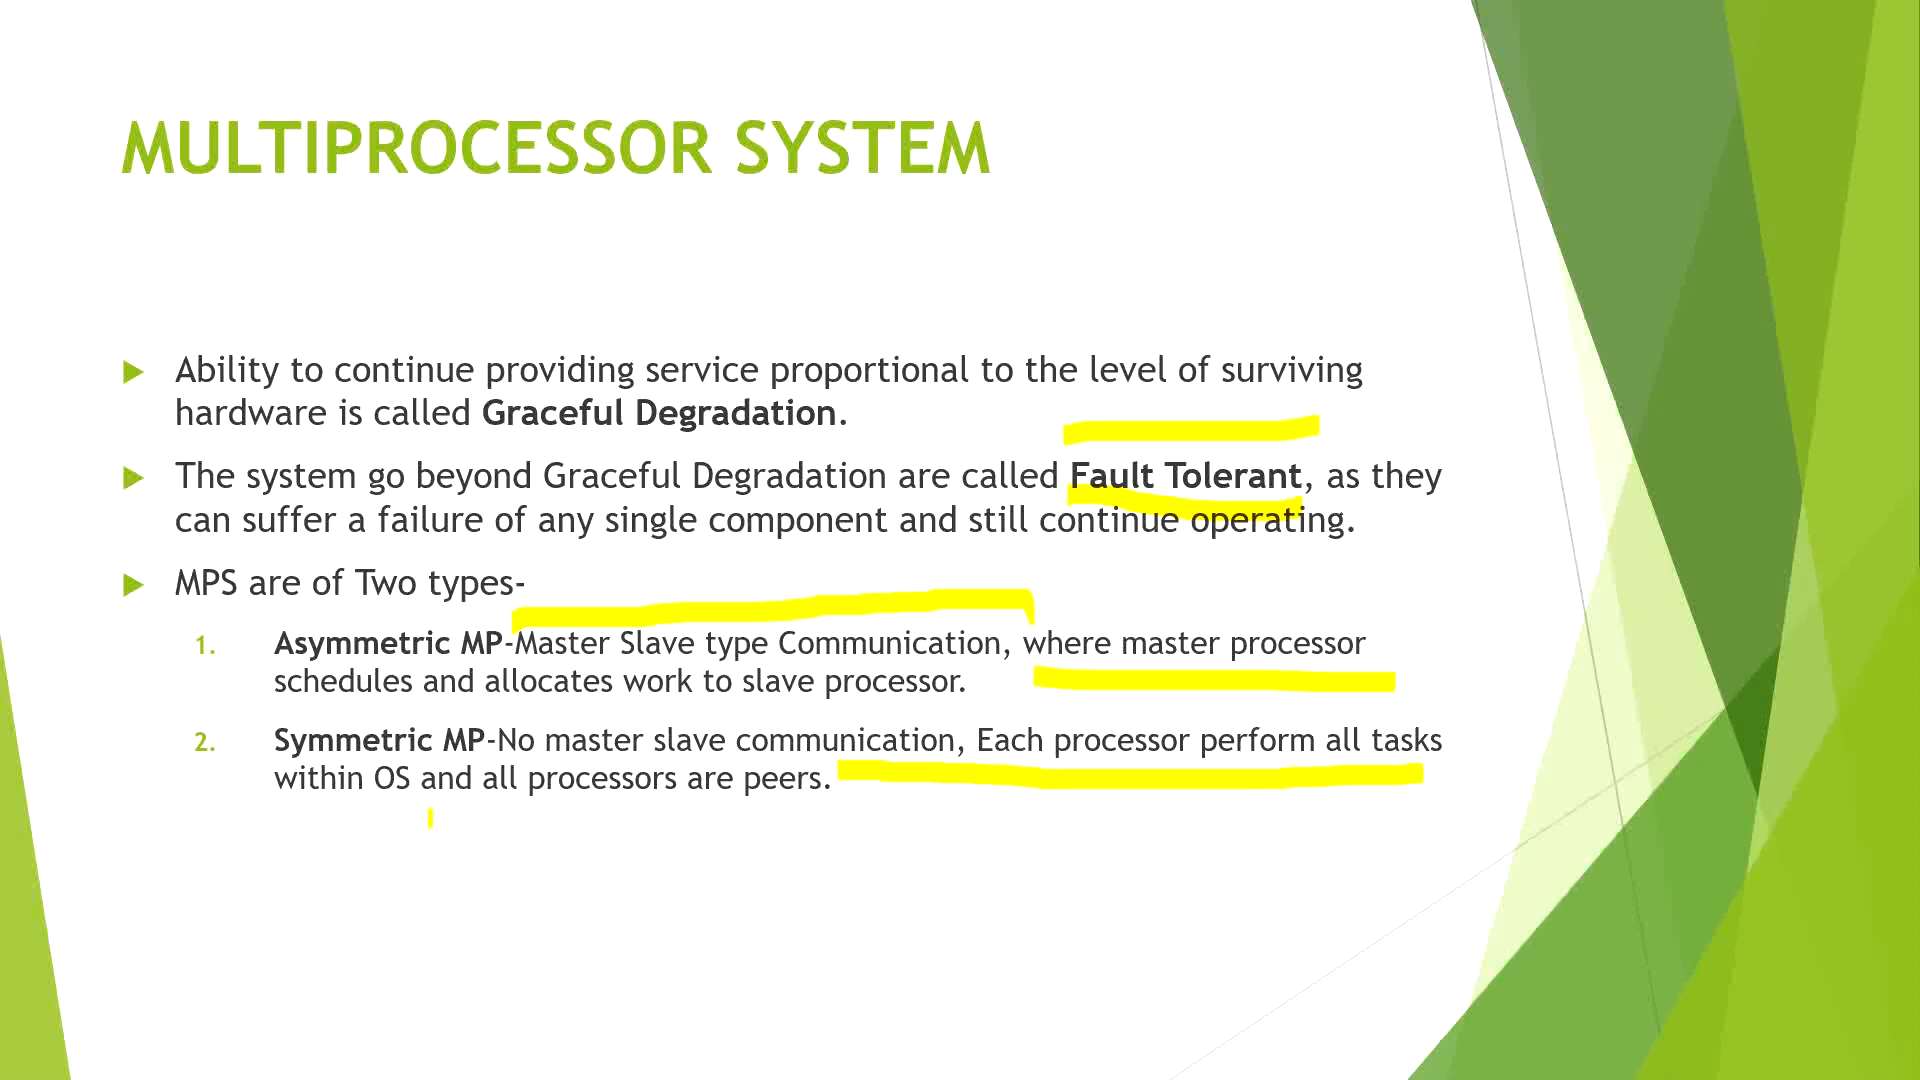 MULTIPROCESSOR SYSTEM
Ability to continue providing service proportional to the level of surviving
hardware is called Graceful Degradation.
The system go beyond Graceful Degradation are called Fault Tolerant, as they
can suffer a failure of any single component and still continue operating.
MPS are of Two types-
1. Asymmetric MP-Master Slave type Communication, where master processor
schedules and allocates work to slave processor.
2. Symmetric MP-No master slave communication, Each processor perform all tasks
within OS and all processors are peers.